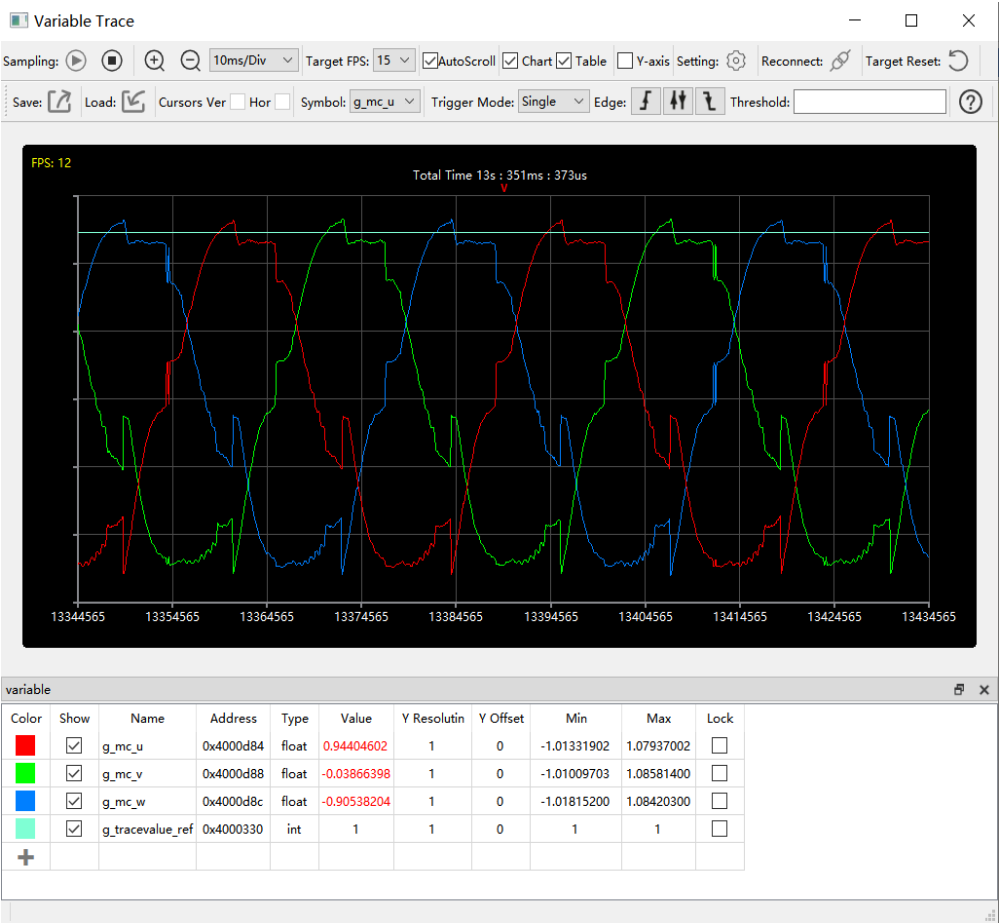 Variable Trace
Sampling: 10ms/Div Target FPS: 15 AutoScroll Chart Table Y-axis Setting: Reconnect: Target Reset:
Save: Load: Cursors Ver Hor Symbol: g_mc_u Trigger Mode: Single Edge: Threshold:
FPS: 12
Total Time 13s : 351ms : 373us
V
13344565 13354565 13364565 13374565 13384565 13394565 13404565 13414565 13424565 13434565
variable
Color Show Name Address Type Value Y Resolutin Y Offset Min Max Lock
g_mc_u 0x4000d84 float 0.94404602 1 0 -1.01331902 1.07937002
g_mc_v 0x4000d88 float -0.03866398 1 0 -1.01009703 1.08581400
g_mc_w 0x4000d8c float -0.90538204 1 0 -1.01815200 1.08420300
g_tracevalue_ref 0x4000330 int 1 1 0 1 1